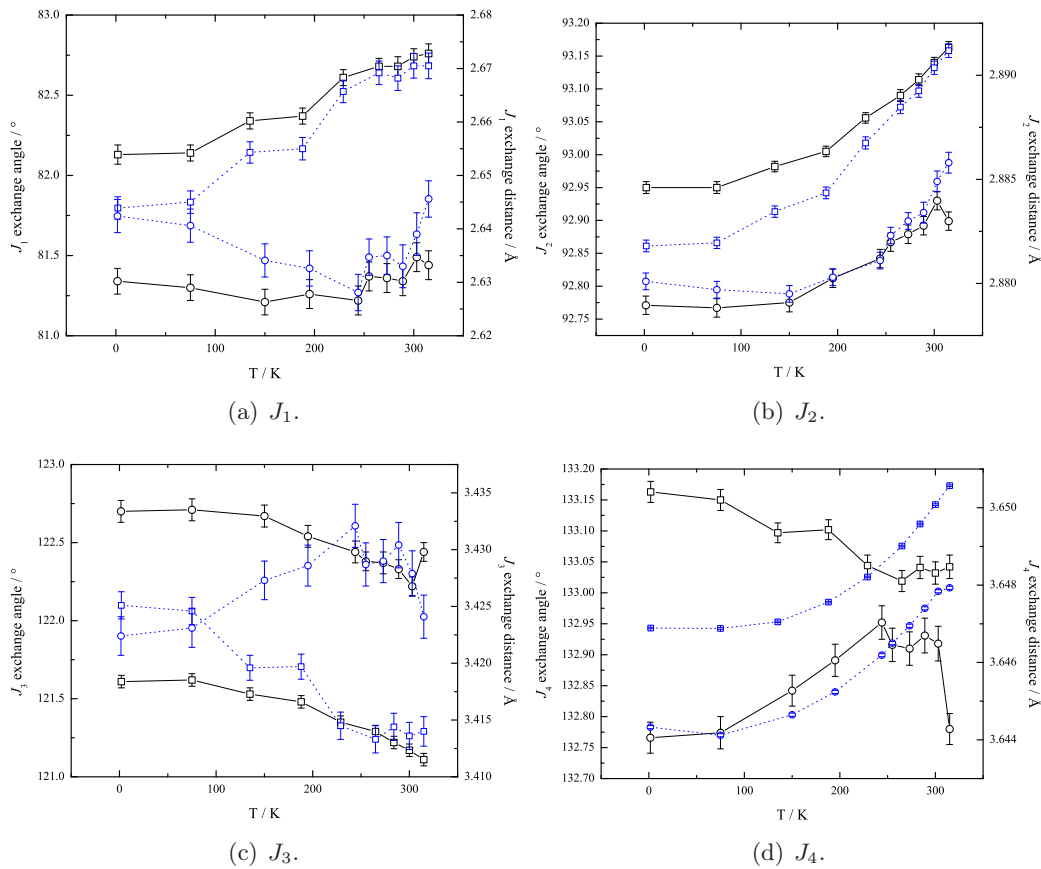 83.0
82.5
82.0
81.5
81.0
J1 exchange angle / °
2.68
2.67
2.66
2.65
2.64
2.63
2.62
J1 exchange distance / Å
0 100 200 300
T / K
(a) J1.
93.20
93.15
93.10
93.05
93.00
92.95
92.90
92.85
92.80
92.75
J2 exchange angle / °
2.890
2.885
2.880
J2 exchange distance / Å
0 100 200 300
T / K
(b) J2.
123.0
122.5
122.0
121.5
121.0
J3 exchange angle / °
3.435
3.430
3.425
3.420
3.415
3.410
J3 exchange distance / Å
0 100 200 300
T / K
(c) J3.
133.20
133.15
133.10
133.05
133.00
132.95
132.90
132.85
132.80
132.75
132.70
J4 exchange angle / °
3.650
3.648
3.646
3.644
J4 exchange distance / Å
0 100 200 300
T / K
(d) J4.